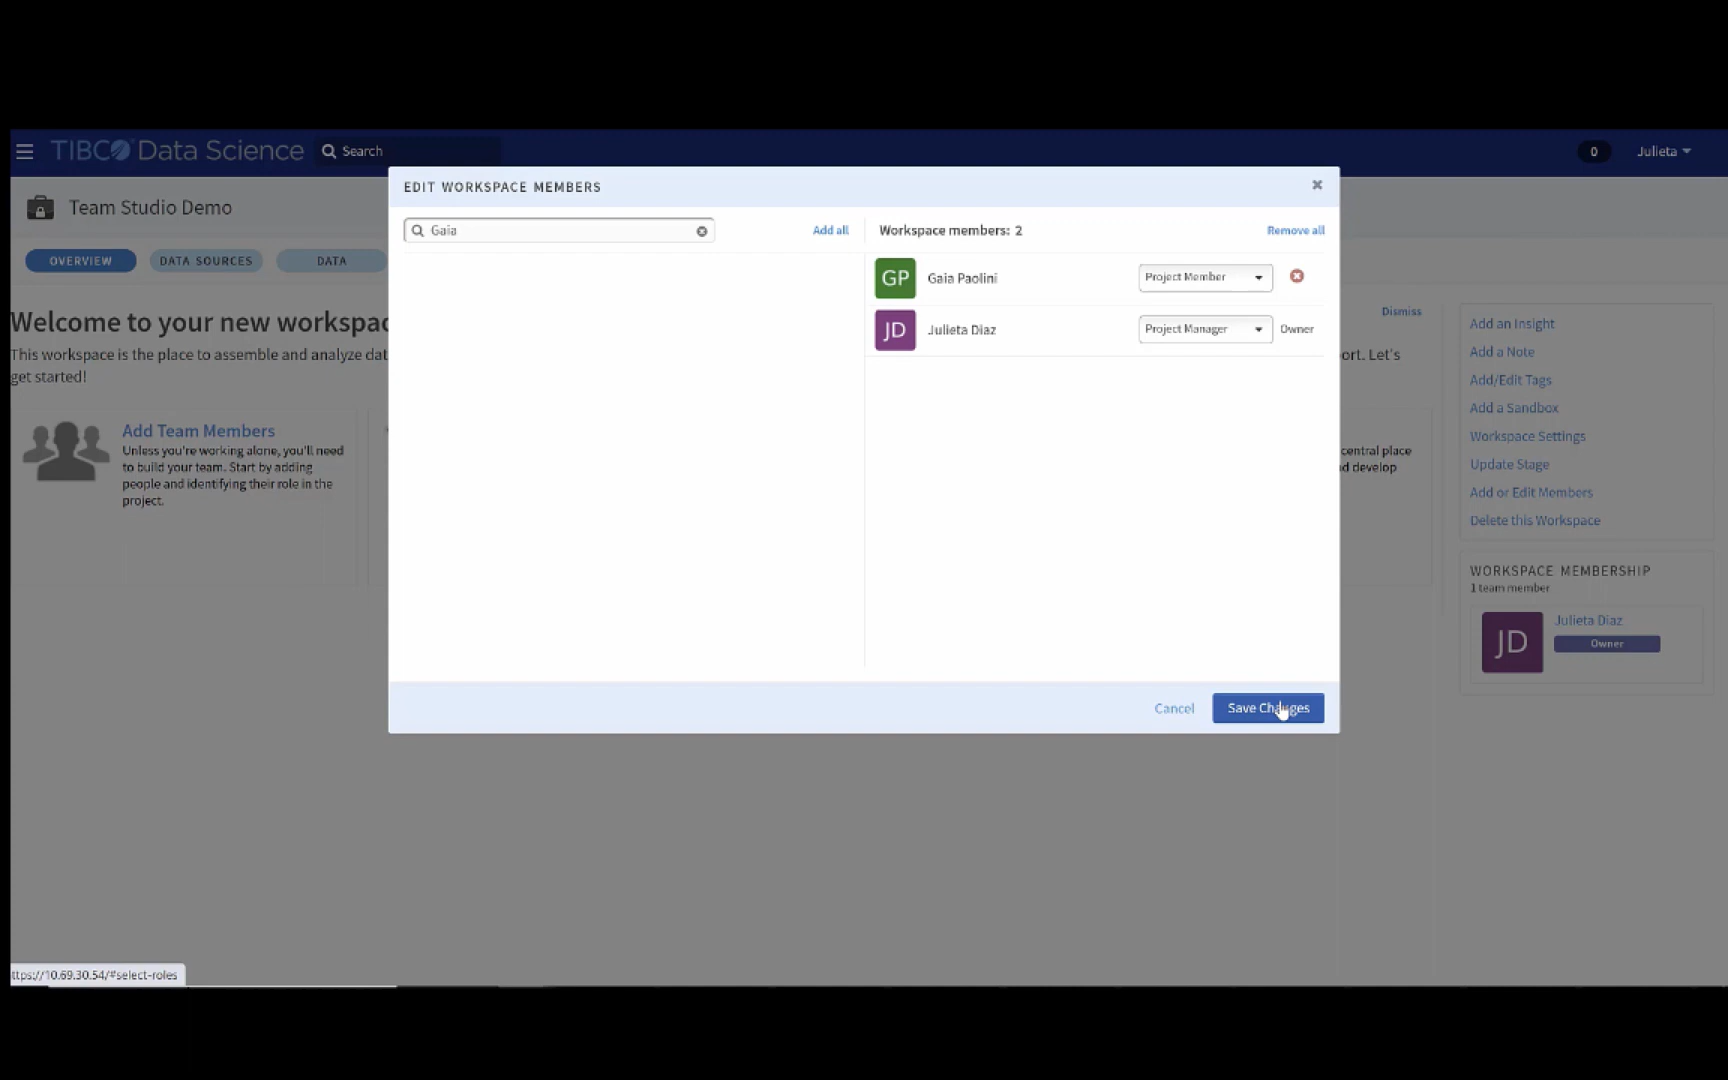 TIBCO Data Science
Search
0
Julieta
Team Studio Demo
OVERVIEW
DATA SOURCES
DATA
Welcome to your new workspac
This workspace is the place to assemble and analyze dat
get started!
Add Team Members
Unless you're working alone, you'll need
to build your team. Start by adding
people and identifying their role in the
project.
EDIT WORKSPACE MEMBERS
Gaia
Add all
Workspace members: 2
Remove all
GP
Gaia Paolini
Project Member
JD
Julieta Diaz
Project Manager
Owner
Cancel
Save Changes
Dismiss
ort. Let's
central place
d develop
Add an Insight
Add a Note
Add/Edit Tags
Add a Sandbox
Workspace Settings
Update Stage
Add or Edit Members
Delete this Workspace
WORKSPACE MEMBERSHIP
1 team member
JD
Julieta Diaz
Owner
ttps://10.69.30.54/#select-roles